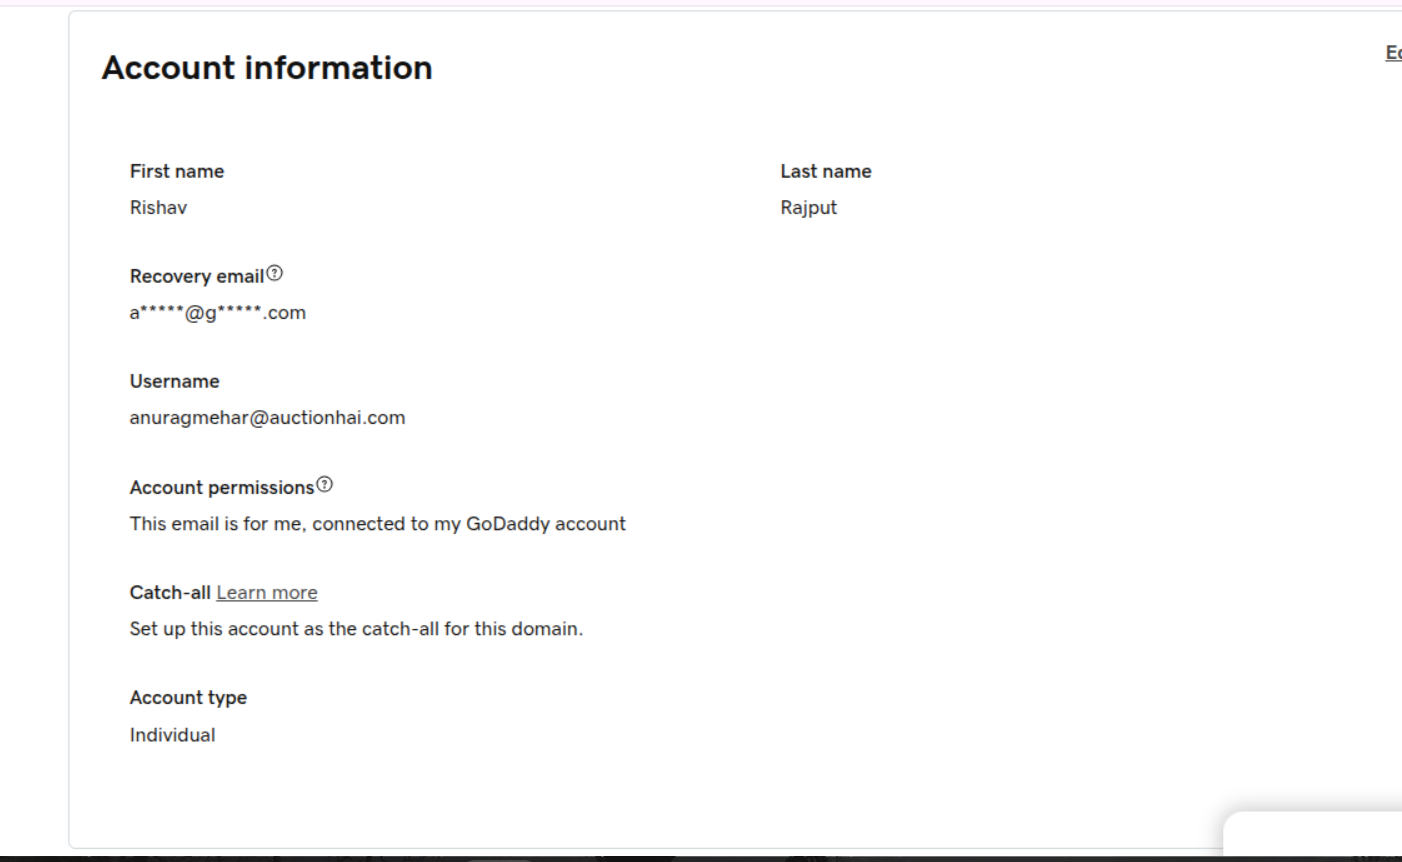 Account information
First name
Last name
Rishav
Rajput
Recovery email
a*****@g*****.com
Username
anuragmehar@auctionhai.com
Account permissions
This email is for me, connected to my GoDaddy account
Catch-all Learn more
Set up this account as the catch-all for this domain.
Account type
Individual